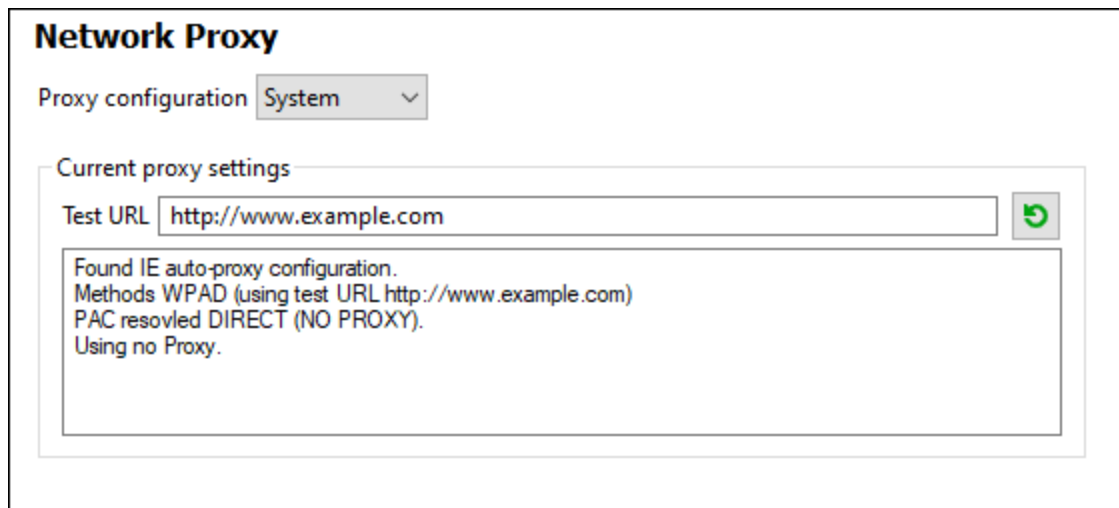 Network Proxy
Proxy configuration System
Current proxy settings
Test URL http://www.example.com
Found IE auto-proxy configuration.
Methods WPAD (using test URL http://www.example.com)
PAC resovled DIRECT (NO PROXY).
Using no Proxy.